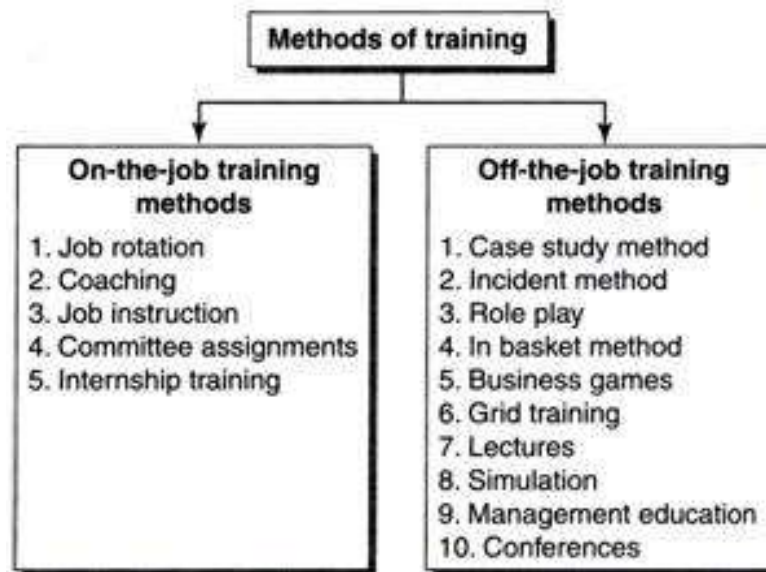 Methods of training
On-the-job training
methods
1. Job rotation
2. Coaching
3. Job instruction
4. Committee assignments
5. Internship training
Off-the-job training
methods
1. Case study method
2. Incident method
3. Role play
4. In basket method
5. Business games
6. Grid training
7. Lectures
8. Simulation
9. Management education
10. Conferences